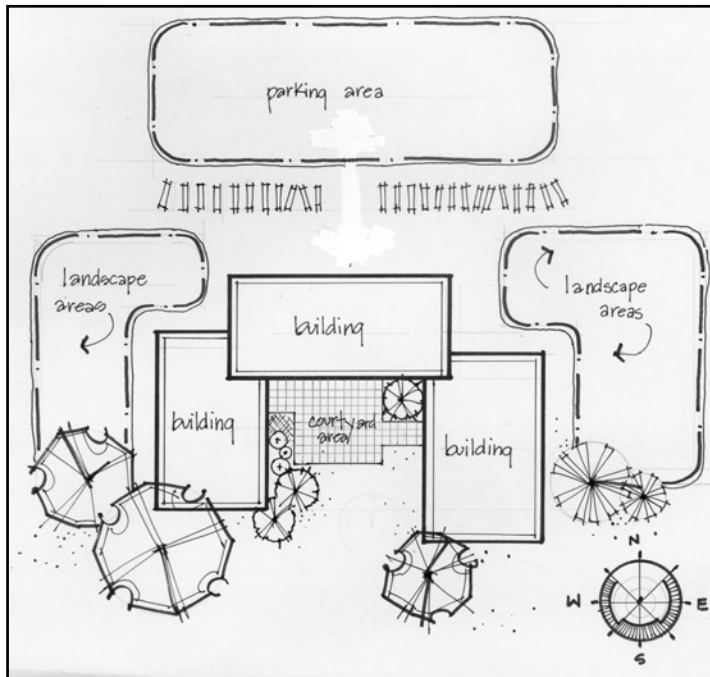 parking area
landscape
areas
landscape
areas
building
building
courtyard
area
building
N
W
E
S